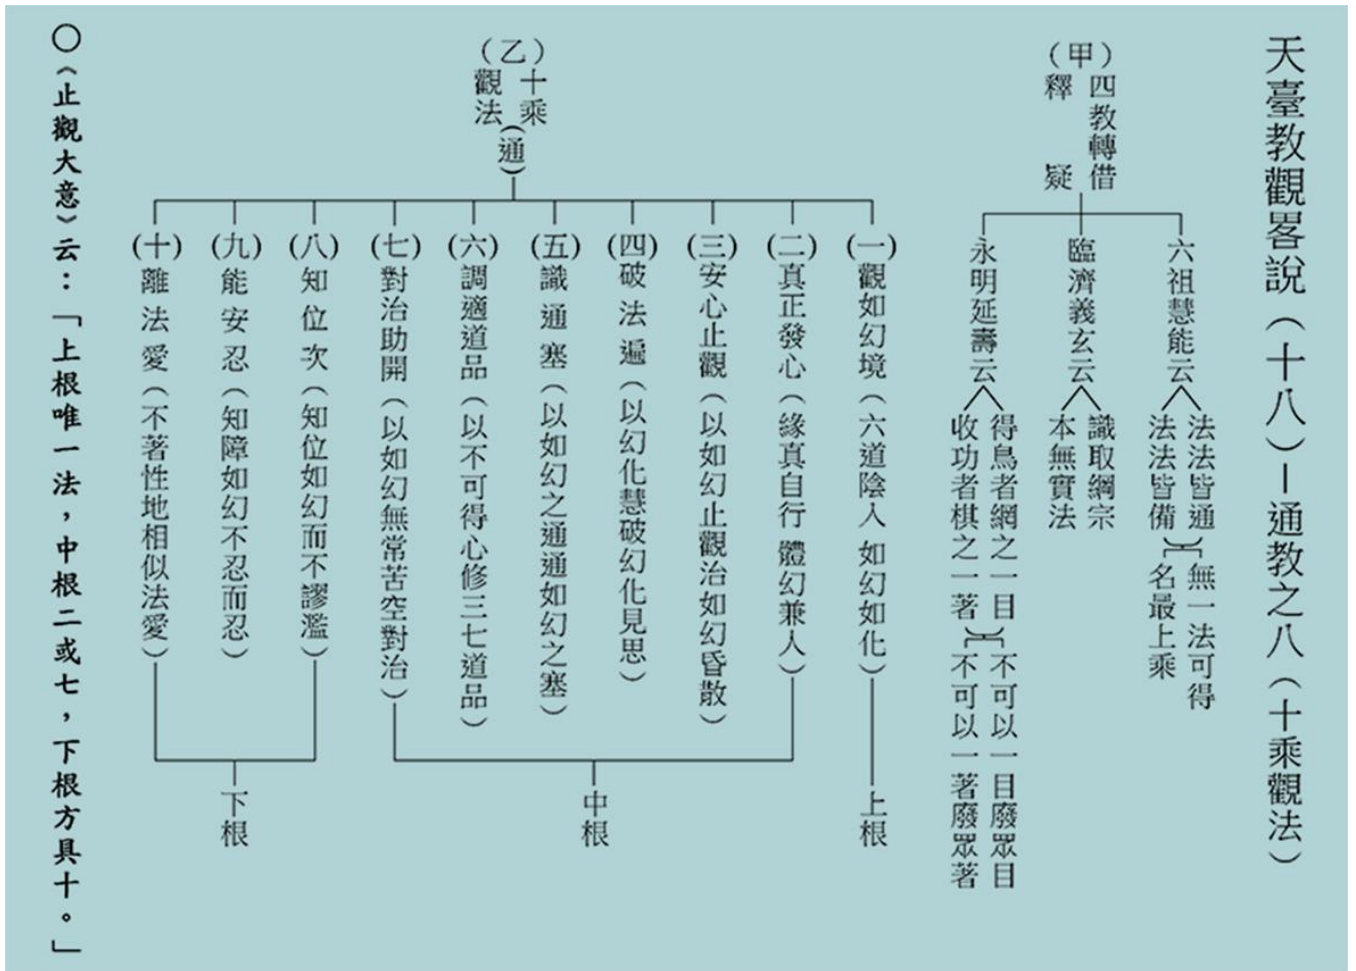 天臺教觀畧說（十八）—通教之八（十乘觀法）
（甲）
四教轉借
釋疑
六祖慧能云
法法皆通
法法皆備
無一法可得
名最上乘
臨濟義玄云
識取綱宗
本無實法
永明延壽云
得鳥者網之一目
收功者棋之一著
不可以一目廢眾目
不可以一著廢眾著
（乙）
十乘
觀法
（通）
(一)觀如幻境（六道陰入 如幻如化）
(二)真正發心（緣真自行 體幻兼人）
(三)安心止觀（以如幻止觀治如幻昏散）
(四)破法遍（以幻化慧破幻化見思）
(五)識通塞（以如幻之通通如幻之塞）
(六)調適道品（以不可得心修三七道品）
(七)對治助開（以如幻無常苦空對治）
(八)知位次（知位如幻而不謬濫）
(九)能安忍（知障如幻不忍而忍）
(十)離法愛（不著性地相似法愛）
上根
中根
下根
○《止觀大意》云：「上根唯一法，中根二或七，下根方具十。」